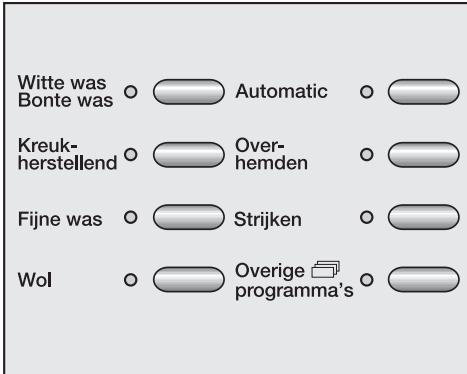 Witte was
Bonte was
Automatic
Kreuk-
herstellend
Over-
hemden
Fijne was
Strijken
Wol
Overige
programma's